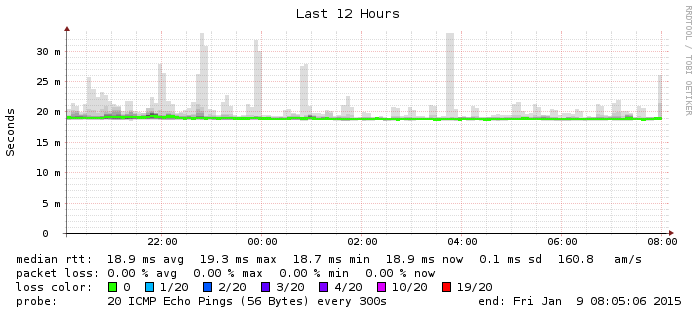 Last 12 Hours
RRDTOOL / TOBI OETIKER
Seconds
30 m
25 m
20 m
15 m
10 m
5 m
0
22:00 00:00 02:00 04:00 06:00 08:00
median rtt: 18.9 ms avg 19.3 ms max 18.7 ms min 18.9 ms now 0.1 ms sd 160.8 am/s
packet loss: 0.00 % avg 0.00 % max 0.00 % min 0.00 % now
loss color: 0 1/20 2/20 3/20 4/20 10/20 19/20
probe: 20 ICMP Echo Pings (56 Bytes) every 300s end: Fri Jan 9 08:05:06 2015